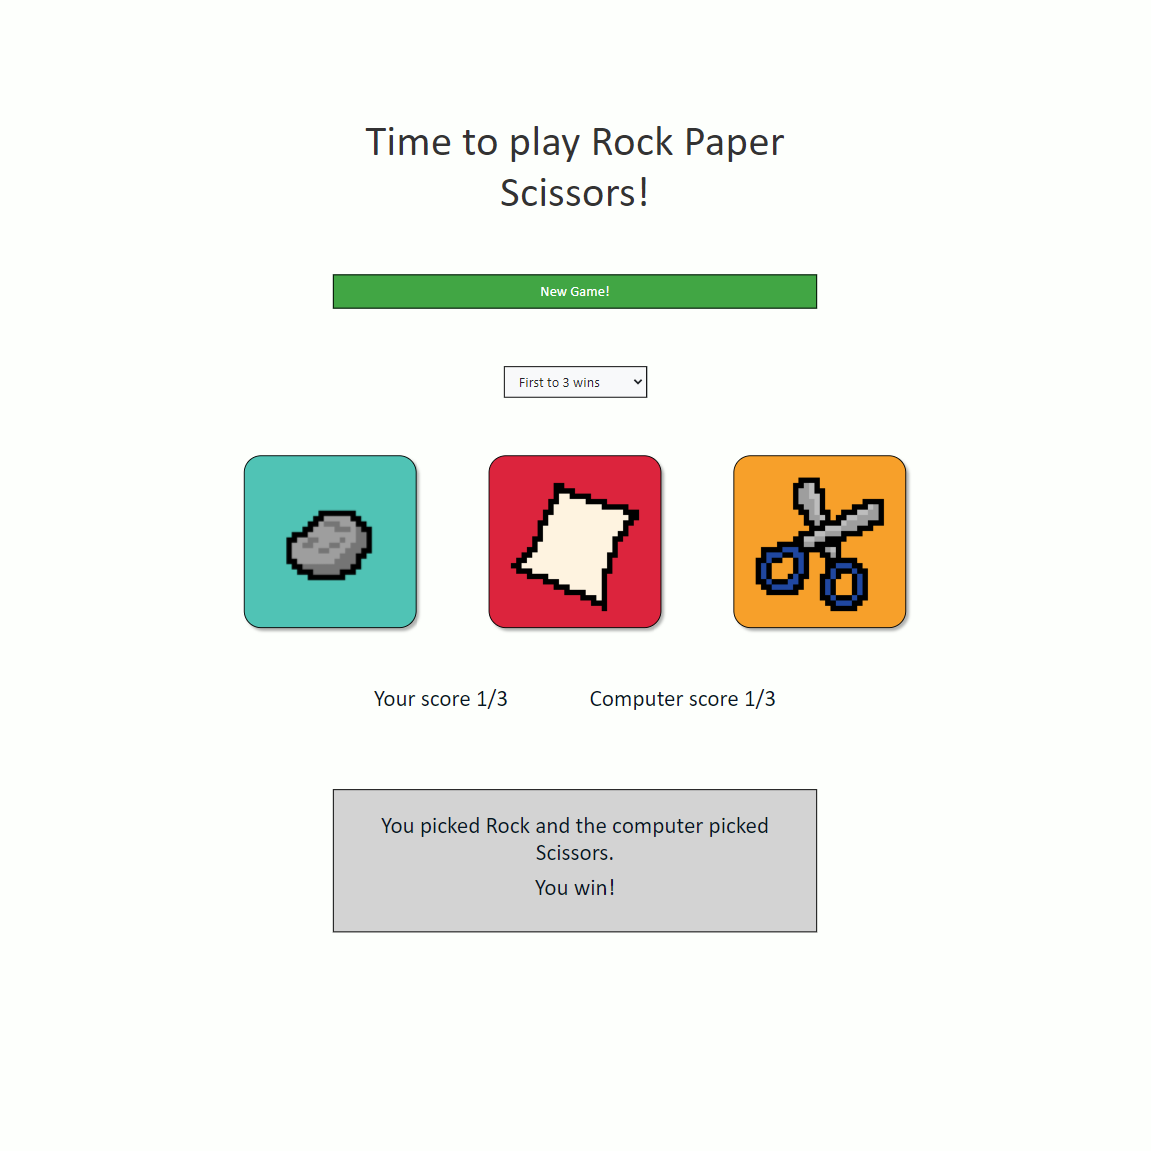 Time to play Rock Paper
Scissors!
New Game!
First to 3 wins
Your score 1/3
Computer score 1/3
You picked Rock and the computer picked
Scissors.
You win!